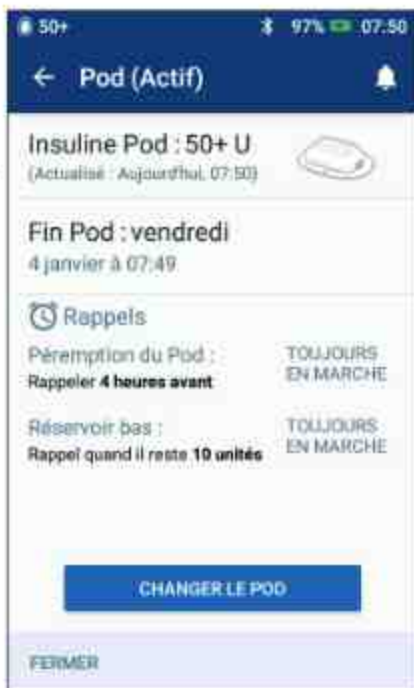 50+ 97% 07:50
Pod (Actif)
Insuline Pod : 50+ U
(Actualisé : Aujourd'hui, 07:50)
Fin Pod : vendredi
4 janvier à 07:49
Rappels
Péremption du Pod : TOUJOURS
Rappeler 4 heures avant EN MARCHE
Réservoir bas : TOUJOURS
Rappel quand il reste 10 unités EN MARCHE
CHANGER LE POD
FERMER